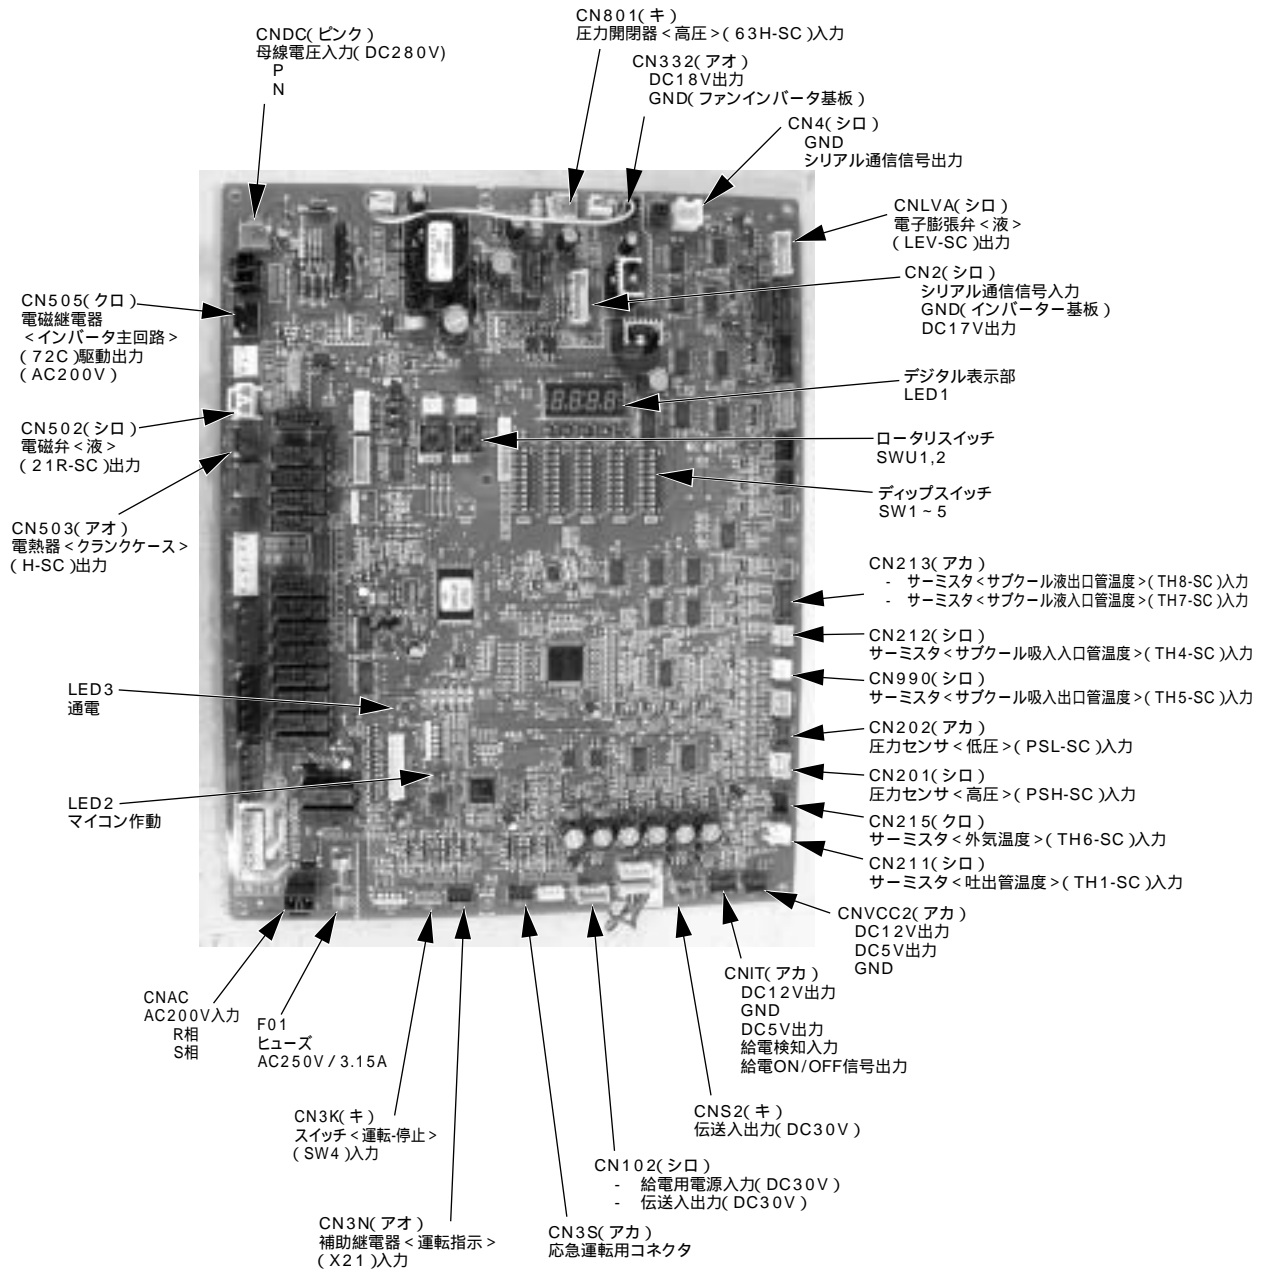 CN801(キ)
圧力開閉器<高圧>(63H-SC)入力
CNDC(ピンク)
母線電圧入力(DC280V)
P
N
CN332(アオ)
DC18V出力
GND(ファンインバータ基板)
CN4(シロ)
GND
シリアル通信信号出力
CNLVA(シロ)
電子膨張弁<液>
(LEV-SC)出力
CN2(シロ)
シリアル通信信号入力
GND(インバーター基板)
DC17V出力
CN505(クロ)
電磁継電器
<インバータ主回路>
(72C)駆動出力
(AC200V)
デジタル表示部
LED1
CN502(シロ)
電磁弁<液>
(21R-SC)出力
ロータリスイッチ
SWU1,2
ディップスイッチ
SW1~5
CN503(アオ)
電熱器<クランクケース>
(H-SC)出力
CN213(アカ)
- サーミスタ<サブクール液出口管温度>(TH8-SC)入力
- サーミスタ<サブクール液入口管温度>(TH7-SC)入力
CN212(シロ)
サーミスタ<サブクール吸入入口管温度>(TH4-SC)入力
CN990(シロ)
サーミスタ<サブクール吸入出口管温度>(TH5-SC)入力
LED3
通電
CN202(アカ)
圧力センサ<低圧>(PSL-SC)入力
CN201(シロ)
圧力センサ<高圧>(PSH-SC)入力
LED2
マイコン作動
CN215(クロ)
サーミスタ<外気温度>(TH6-SC)入力
CN211(シロ)
サーミスタ<吐出管温度>(TH1-SC)入力
CNVCC2(アカ)
DC12V出力
DC5V出力
GND
CNIT(アカ)
DC12V出力
GND
DC5V出力
給電検知入力
給電ON/OFF信号出力
CNAC
AC200V入力
R相
S相
F01
ヒューズ
AC250V/3.15A
CN3K(キ)
スイッチ<運転-停止>
(SW4)入力
CNS2(キ)
伝送入出力(DC30V)
CN102(シロ)
- 給電用電源入力(DC30V)
- 伝送入出力(DC30V)
CN3N(アオ)
補助継電器<運転指示>
(X21)入力
CN3S(アカ)
応急運転用コネクタ